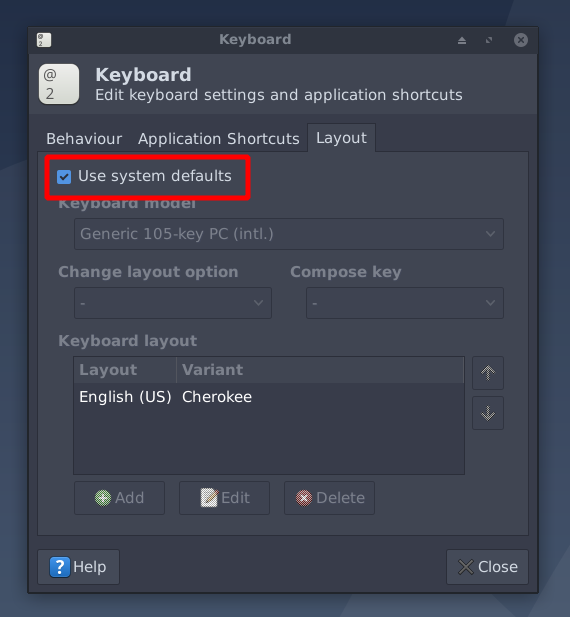 Keyboard
@
2
Keyboard
Edit keyboard settings and application shortcuts
Behaviour Application Shortcuts Layout
Use system defaults
Keyboard model
Generic 105-key PC (intl.)
Change layout option Compose key
- -
Keyboard layout
Layout Variant
English (US) Cherokee
Add Edit Delete
? Help Close